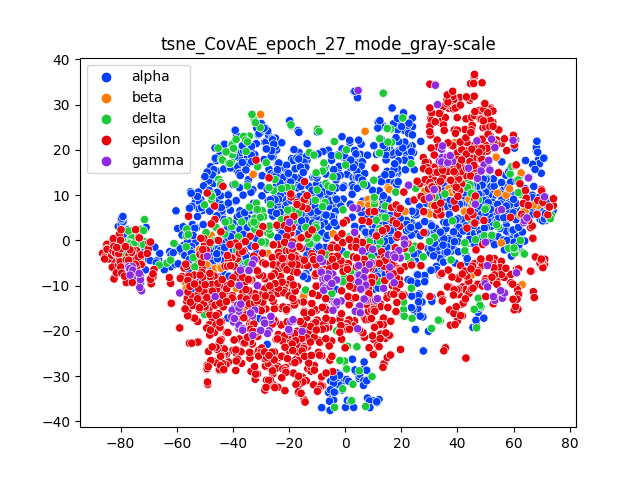 tsne_CovAE_epoch_27_mode_gray-scale
alpha
beta
delta
epsilon
gamma
40
30
20
10
0
−10
−20
−30
−40
−80 −60 −40 −20 0 20 40 60 80